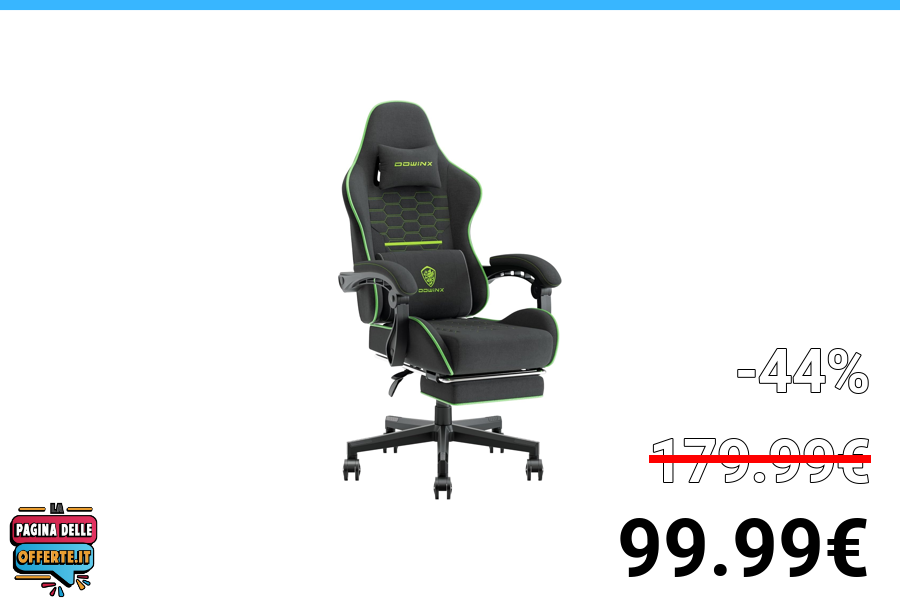 DOWINX
DOWINX
-44%
179.99€
99.99€
LA
PAGINA DELLE
OFFERTE.IT